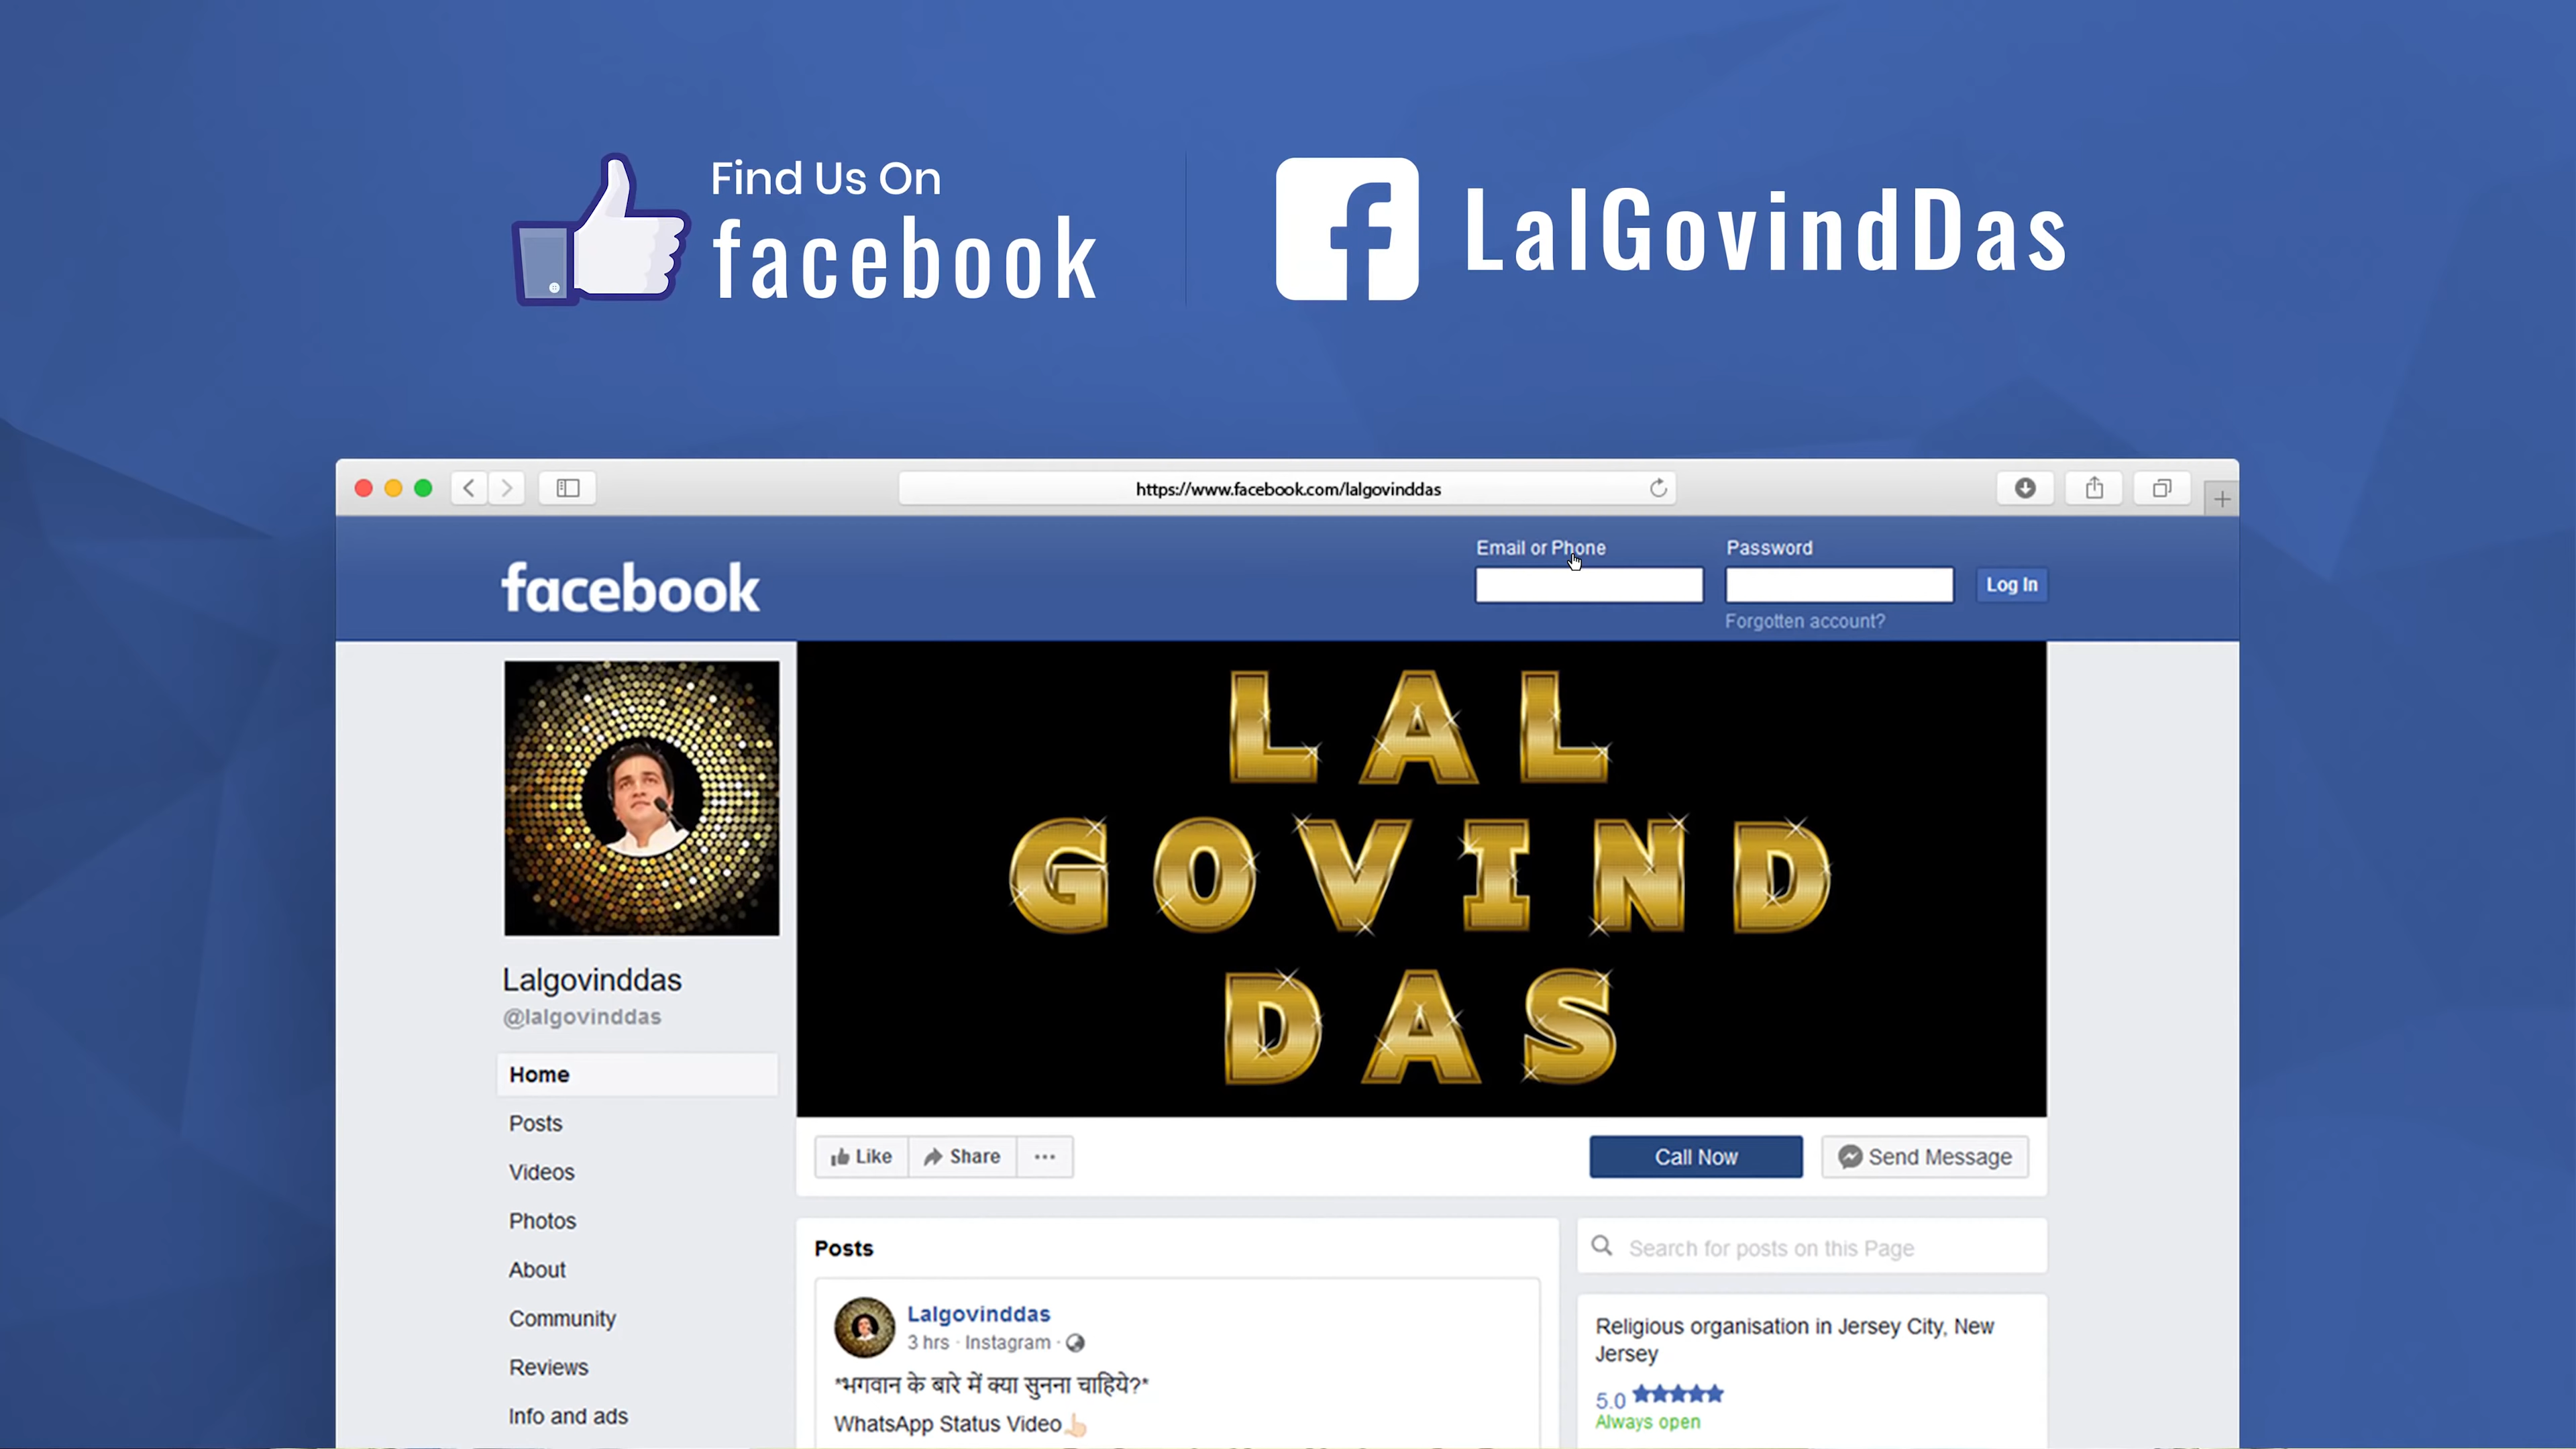 Find Us On
facebook
LalGovindDas
https://www.facebook.com/lalgovinddas
Email or Phone
Password
facebook
Log In
Forgotten account?
LAL
GOVIND
DAS
Lalgovinddas
@lalgovinddas
Home
Posts
Videos
Photos
About
Community
Reviews
Info and ads
Like
Share
Call Now
Send Message
Posts
Lalgovinddas
3 hrs · Instagram ·
*भगवान के बारे में क्या सुनना चाहिये?*
WhatsApp Status Video
Search for posts on this Page
Religious organisation in Jersey City, New
Jersey
5.0
Always open